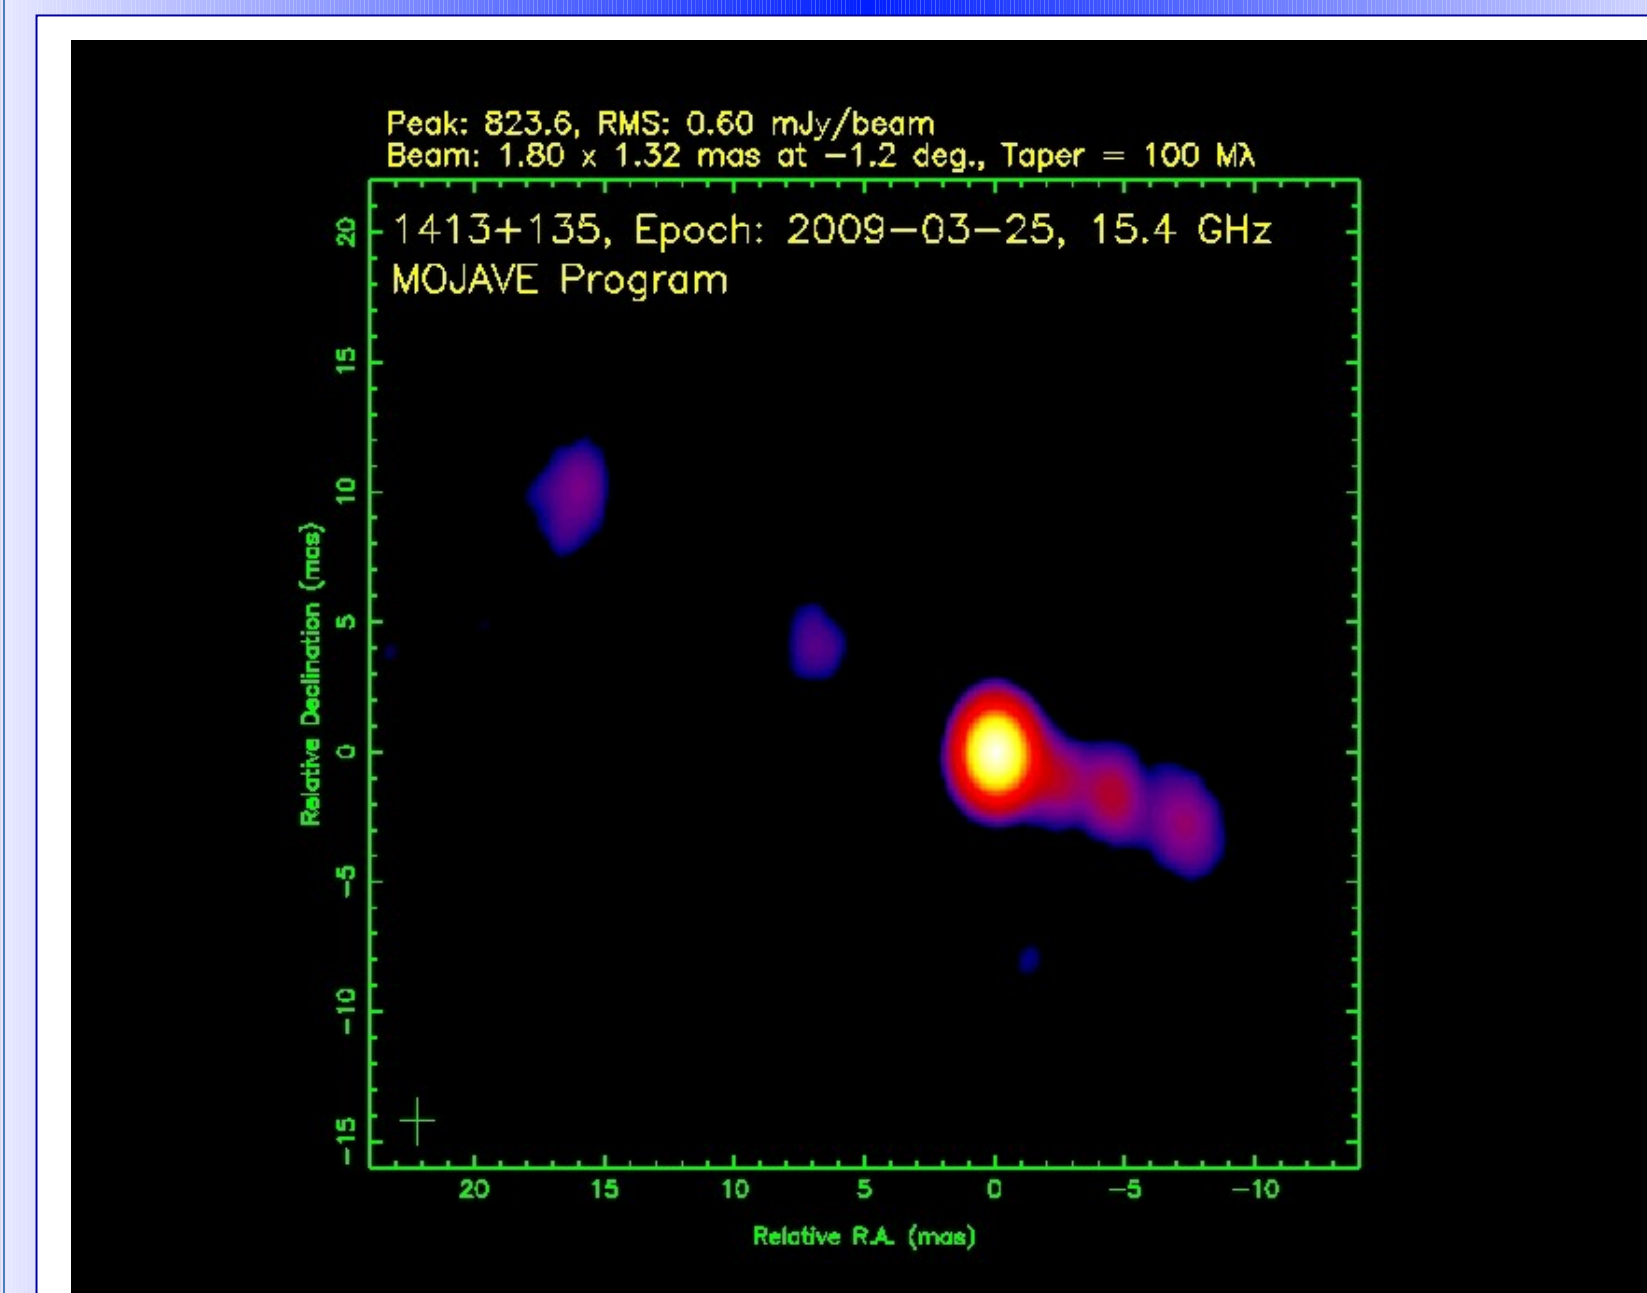 Peak: 823.6, RMS: 0.60 mJy/beam
Beam: 1.80 x 1.32 mas at −1.2 deg., Taper = 100 Mλ
1413+135, Epoch: 2009−03−25, 15.4 GHz
MOJAVE Program
20
15
10
5
0
−5
−10
−15
Relative Declination (mas)
20 15 10 5 0 −5 −10
Relative R.A. (mas)